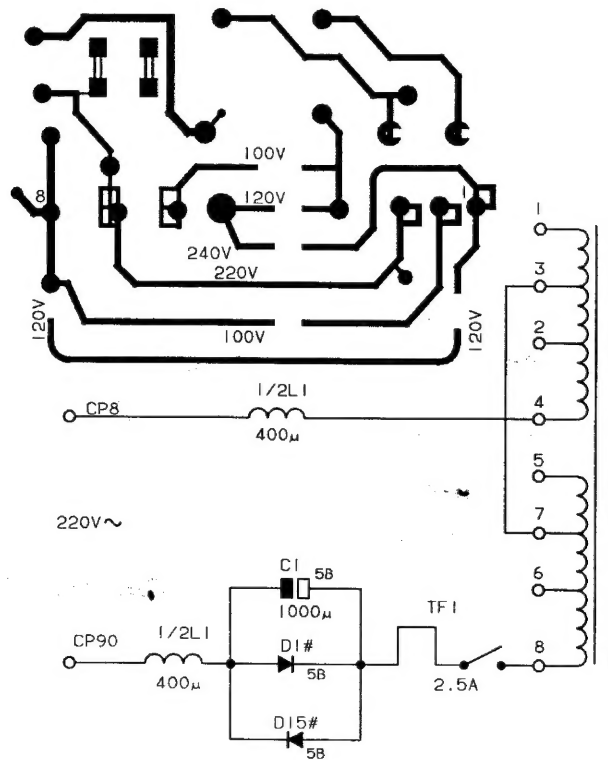 100V
8
120V
1
240V
220V
1
3
120V
100V
120V
2
1/2L1
CP8
4
400µ
5
220V~
7
C1 5B
6
1000µ
TF1
1/2L1
CP90
D1#
8
400µ
5B
2.5A
D15#
5B